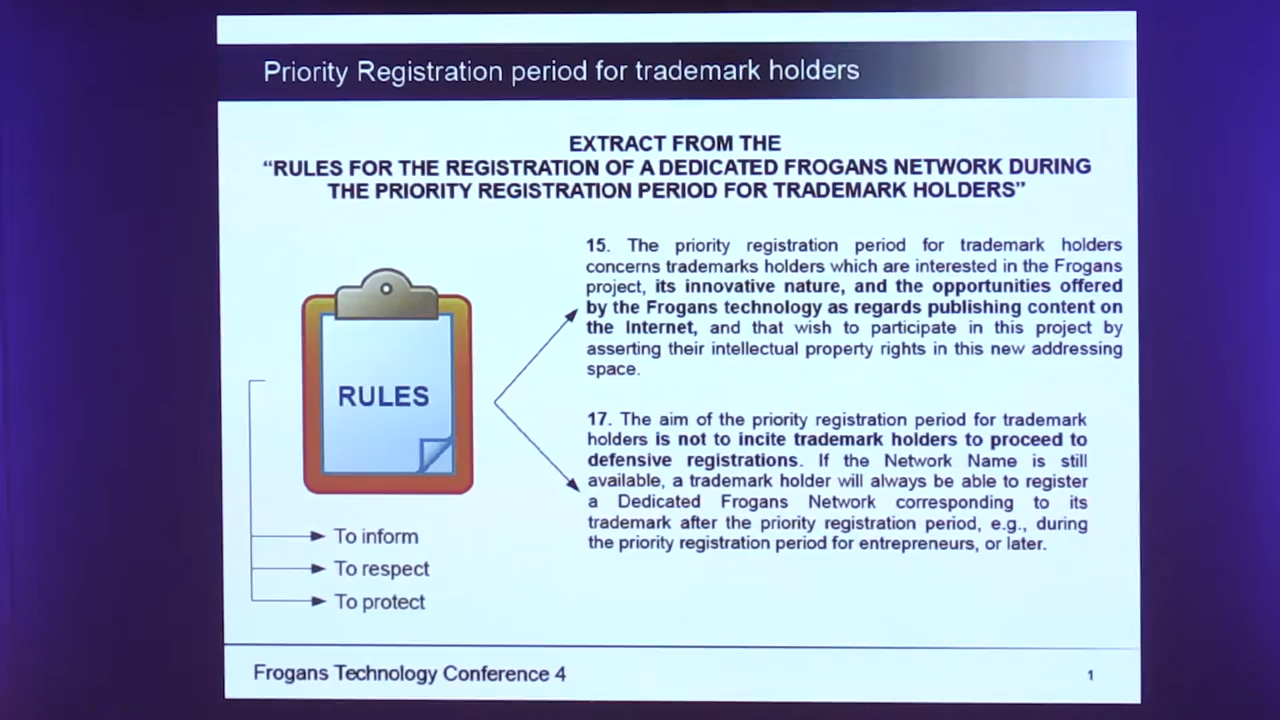 Priority Registration period for trademark holders
EXTRACT FROM THE
“RULES FOR THE REGISTRATION OF A DEDICATED FROGANS NETWORK DURING
THE PRIORITY REGISTRATION PERIOD FOR TRADEMARK HOLDERS”
15. The priority registration period for trademark holders
concerns trademarks holders which are interested in the Frogans
project, its innovative nature, and the opportunities offered
by the Frogans technology as regards publishing content on
the Internet, and that wish to participate in this project by
asserting their intellectual property rights in this new addressing
space.
RULES
17. The aim of the priority registration period for trademark
holders is not to incite trademark holders to proceed to
defensive registrations. If the Network Name is still
available, a trademark holder will always be able to register
a Dedicated Frogans Network corresponding to its
trademark after the priority registration period, e.g., during
the priority registration period for entrepreneurs, or later.
To inform
To respect
To protect
Frogans Technology Conference 4
1